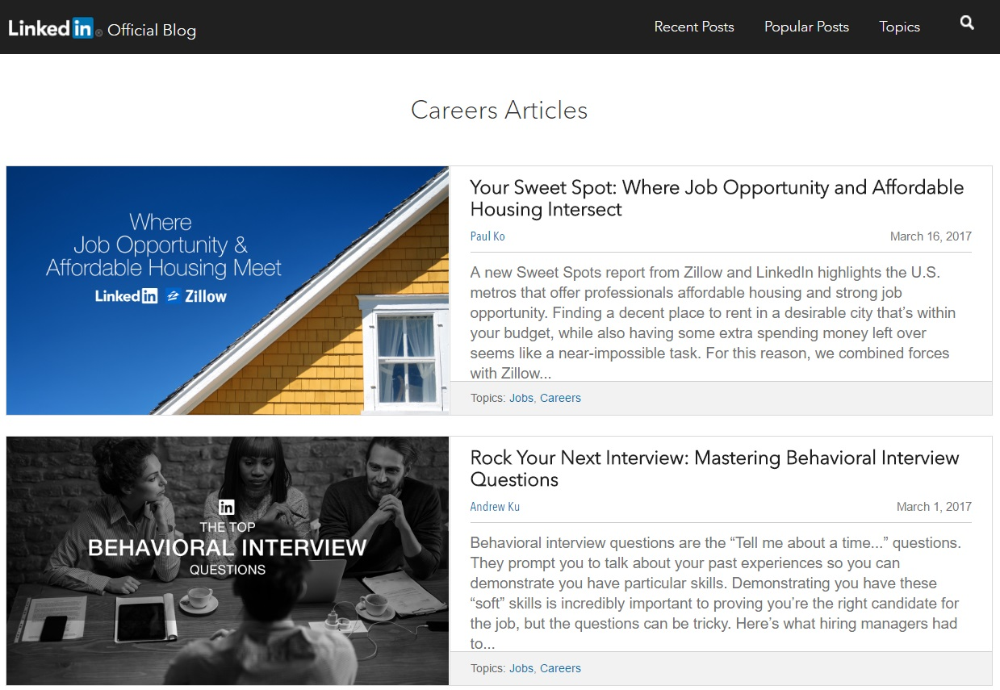 Linked in® Official Blog
Recent Posts
Popular Posts
Topics
Careers Articles
Where
Job Opportunity &
Affordable Housing Meet
Linked in Zillow
Your Sweet Spot: Where Job Opportunity and Affordable
Housing Intersect
Paul Ko
March 16, 2017
A new Sweet Spots report from Zillow and LinkedIn highlights the U.S.
metros that offer professionals affordable housing and strong job
opportunity. Finding a decent place to rent in a desirable city that’s within
your budget, while also having some extra spending money left over
seems like a near-impossible task. For this reason, we combined forces
with Zillow...
Topics: Jobs, Careers
in
THE TOP
BEHAVIORAL INTERVIEW
QUESTIONS
Rock Your Next Interview: Mastering Behavioral Interview
Questions
Andrew Ku
March 1, 2017
Behavioral interview questions are the “Tell me about a time...” questions.
They prompt you to talk about your past experiences so you can
demonstrate you have particular skills. Demonstrating you have these
“soft” skills is incredibly important to proving you’re the right candidate for
the job, but the questions can be tricky. Here’s what hiring managers had
to...
Topics: Jobs, Careers